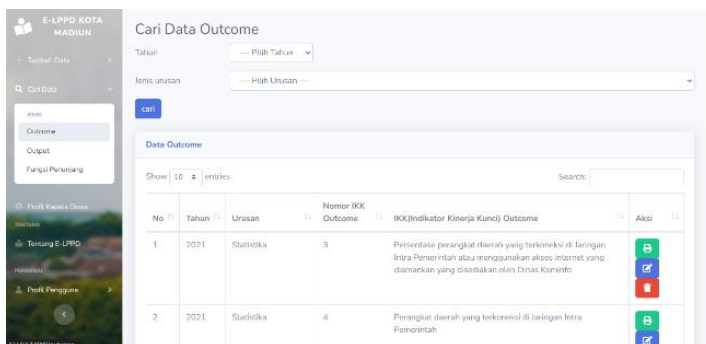 E-LPPD KOTA
MADIUN
Tambah Data
Cari Data
Outcome
Output
Fungsi Penunjang
Profil Kepala Dinas
TENTANG
Tentang E-LPPD
PERSONAL
Profil Pengguna
Cari Data Outcome
Tahun
---- Pilih Tahun -
Jenis urusan
---- Pilih Urusan ----
cari
Data Outcome
Show 10 entries
Search:
No Tahun Urusan Nomor IKK Outcome IKK(Indikator Kinerja Kunci) Outcome Aksi
1 2021 Statistika 3 Persentase perangkat daerah yang terkoneksi di Jaringan
Intra Pemerintah atau menggunakan akses internet yang
diamankan yang disediakan oleh Dinas Kominfo
2 2021 Statistika 4 Perangkat daerah yang terkoneksi di Jaringan Intra
Pemerintah